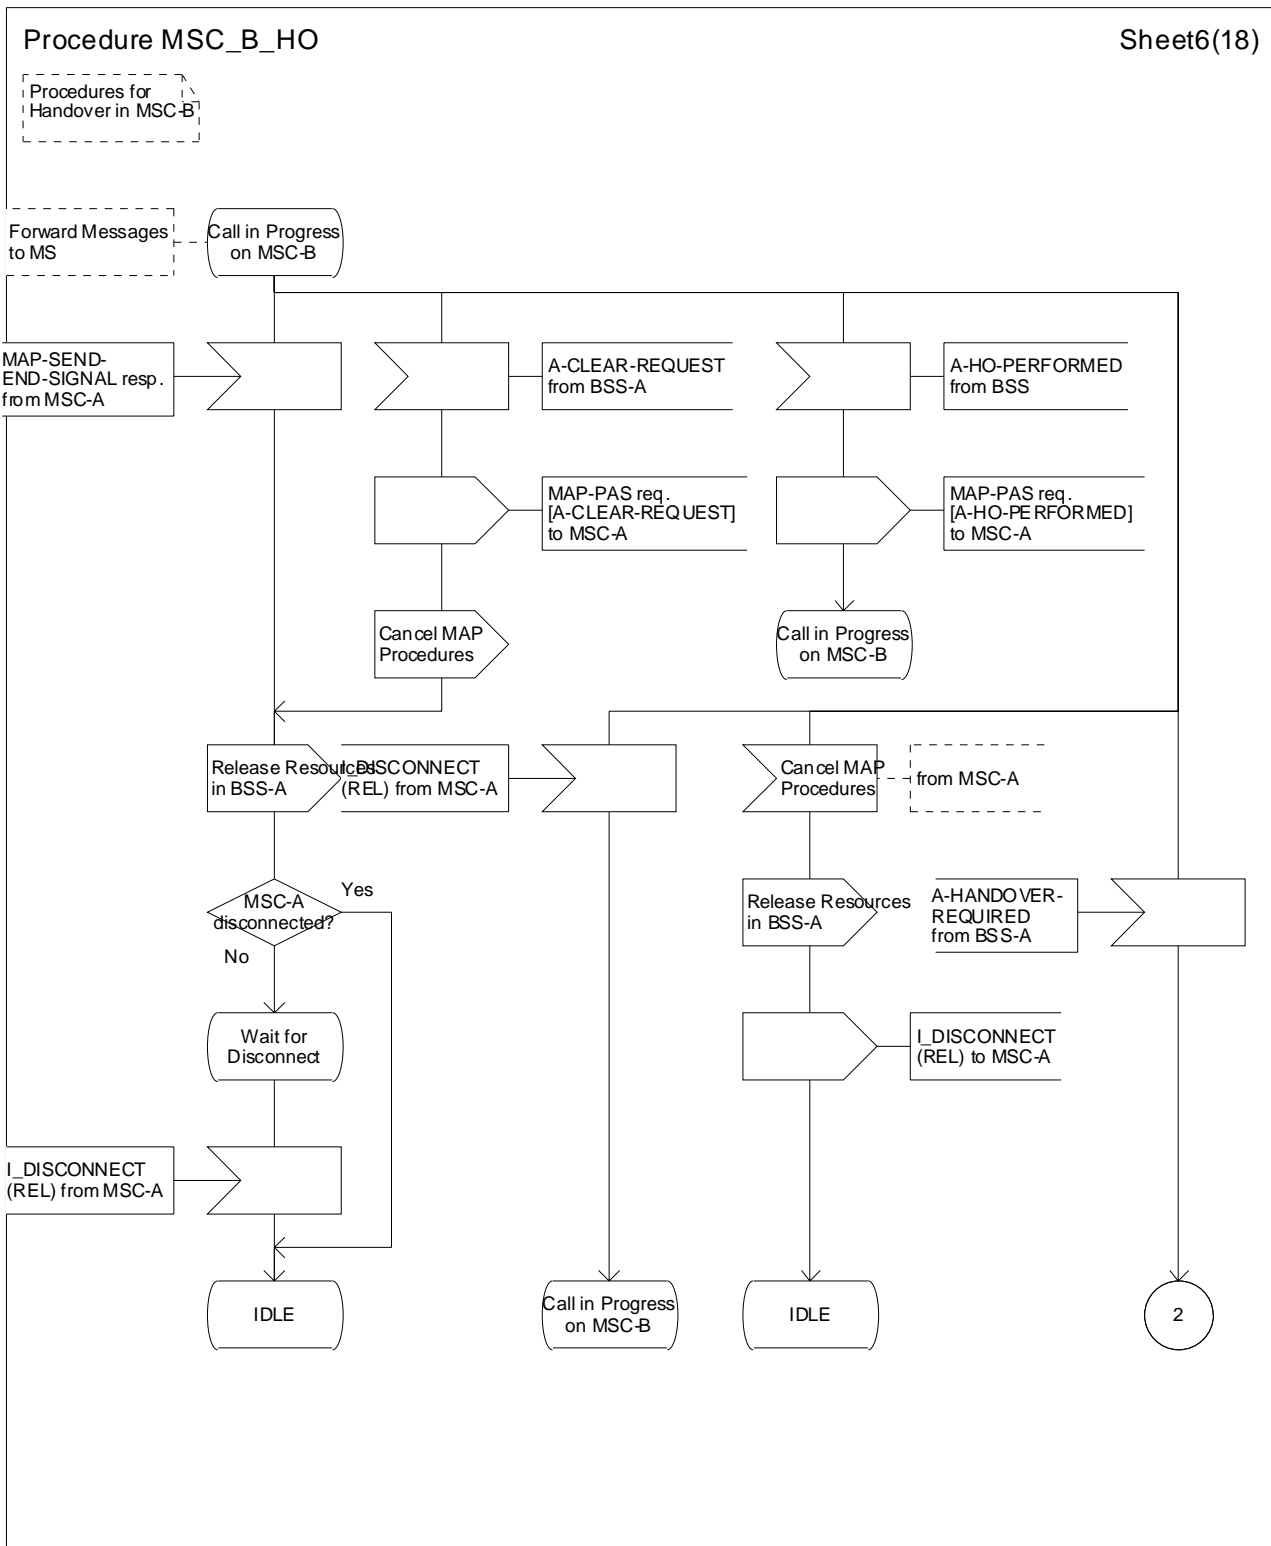 Procedure MSC_B_HO
Sheet6(18)
Procedures for
Handover in MSC-B
Forward Messages
to MS
Call in Progress
on MSC-B
MAP-SEND-
END-SIGNAL resp.
from MSC-A
A-CLEAR-REQUEST
from BSS-A
A-HO-PERFORMED
from BSS
MAP-PAS req.
[A-CLEAR-REQUEST]
to MSC-A
MAP-PAS req.
[A-HO-PERFORMED]
to MSC-A
Cancel MAP
Procedures
Call in Progress
on MSC-B
Release Resources
in BSS-A
I_DISCONNECT
(REL) from MSC-A
Cancel MAP
Procedures
from MSC-A
MSC-A
disconnected?
Yes
No
Release Resources
in BSS-A
A-HANDOVER-
REQUIRED
from BSS-A
Wait for
Disconnect
I_DISCONNECT
(REL) to MSC-A
I_DISCONNECT
(REL) from MSC-A
IDLE
Call in Progress
on MSC-B
IDLE
2